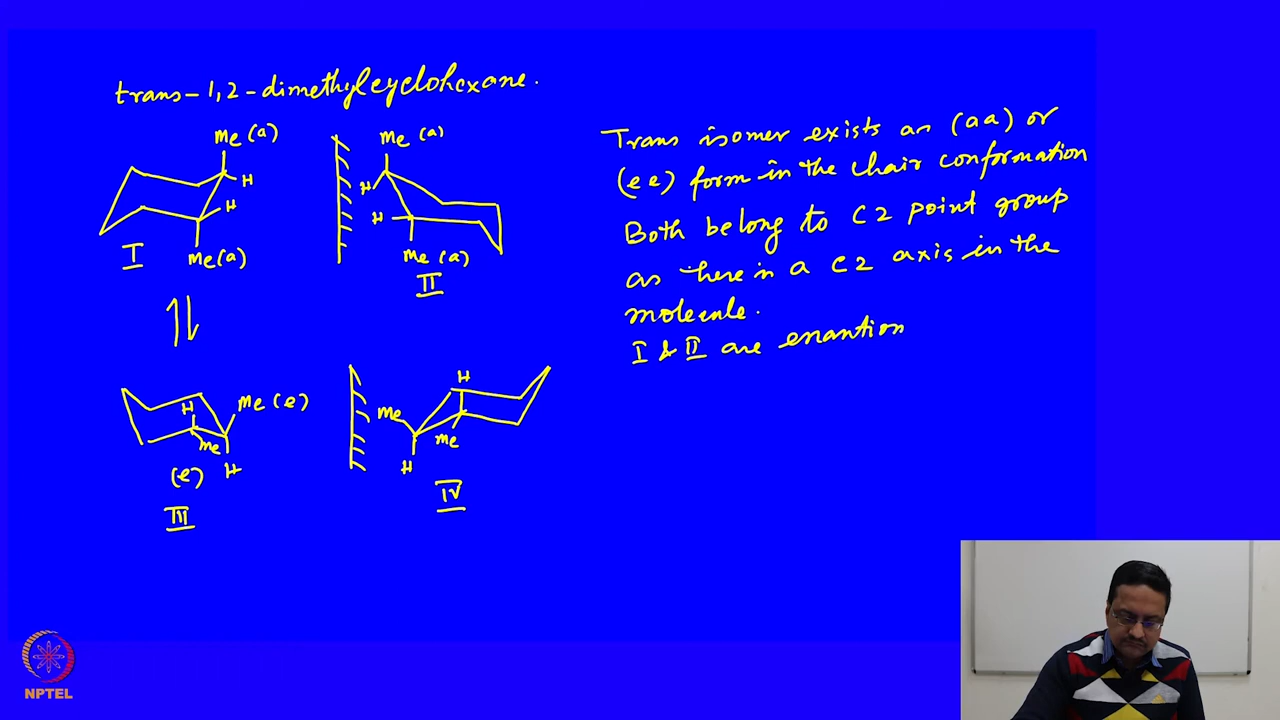 trans-1,2-dimethylcyclohexane.
Me (a)
H
H
Me(a)
I
Me (a)
H
H
Me(a)
II
Me (e)
H
Me
(e)
H
III
H
Me
Me
H
IV
Trans isomer exists as (aa) or
(ee) form in the chair conformation
Both belong to C2 point group
as there is a C2 axis in the
molecule.
I & II are enantiom
NPTEL